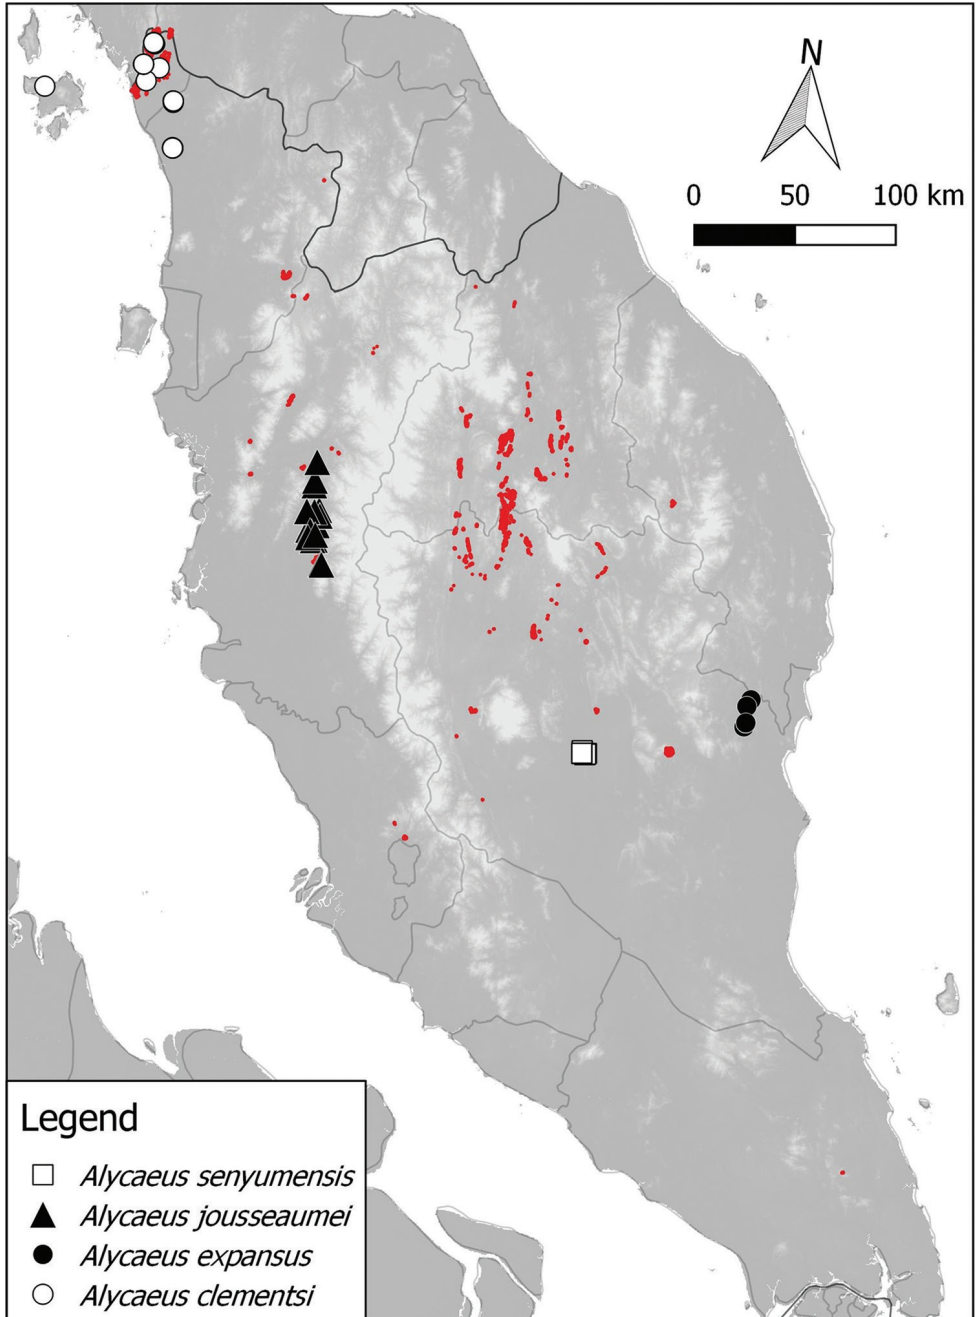 N
0 50 100 km
Legend
Alycaeus senyumensis
Alycaeus jousseaumei
Alycaeus expansus
Alycaeus clementsi